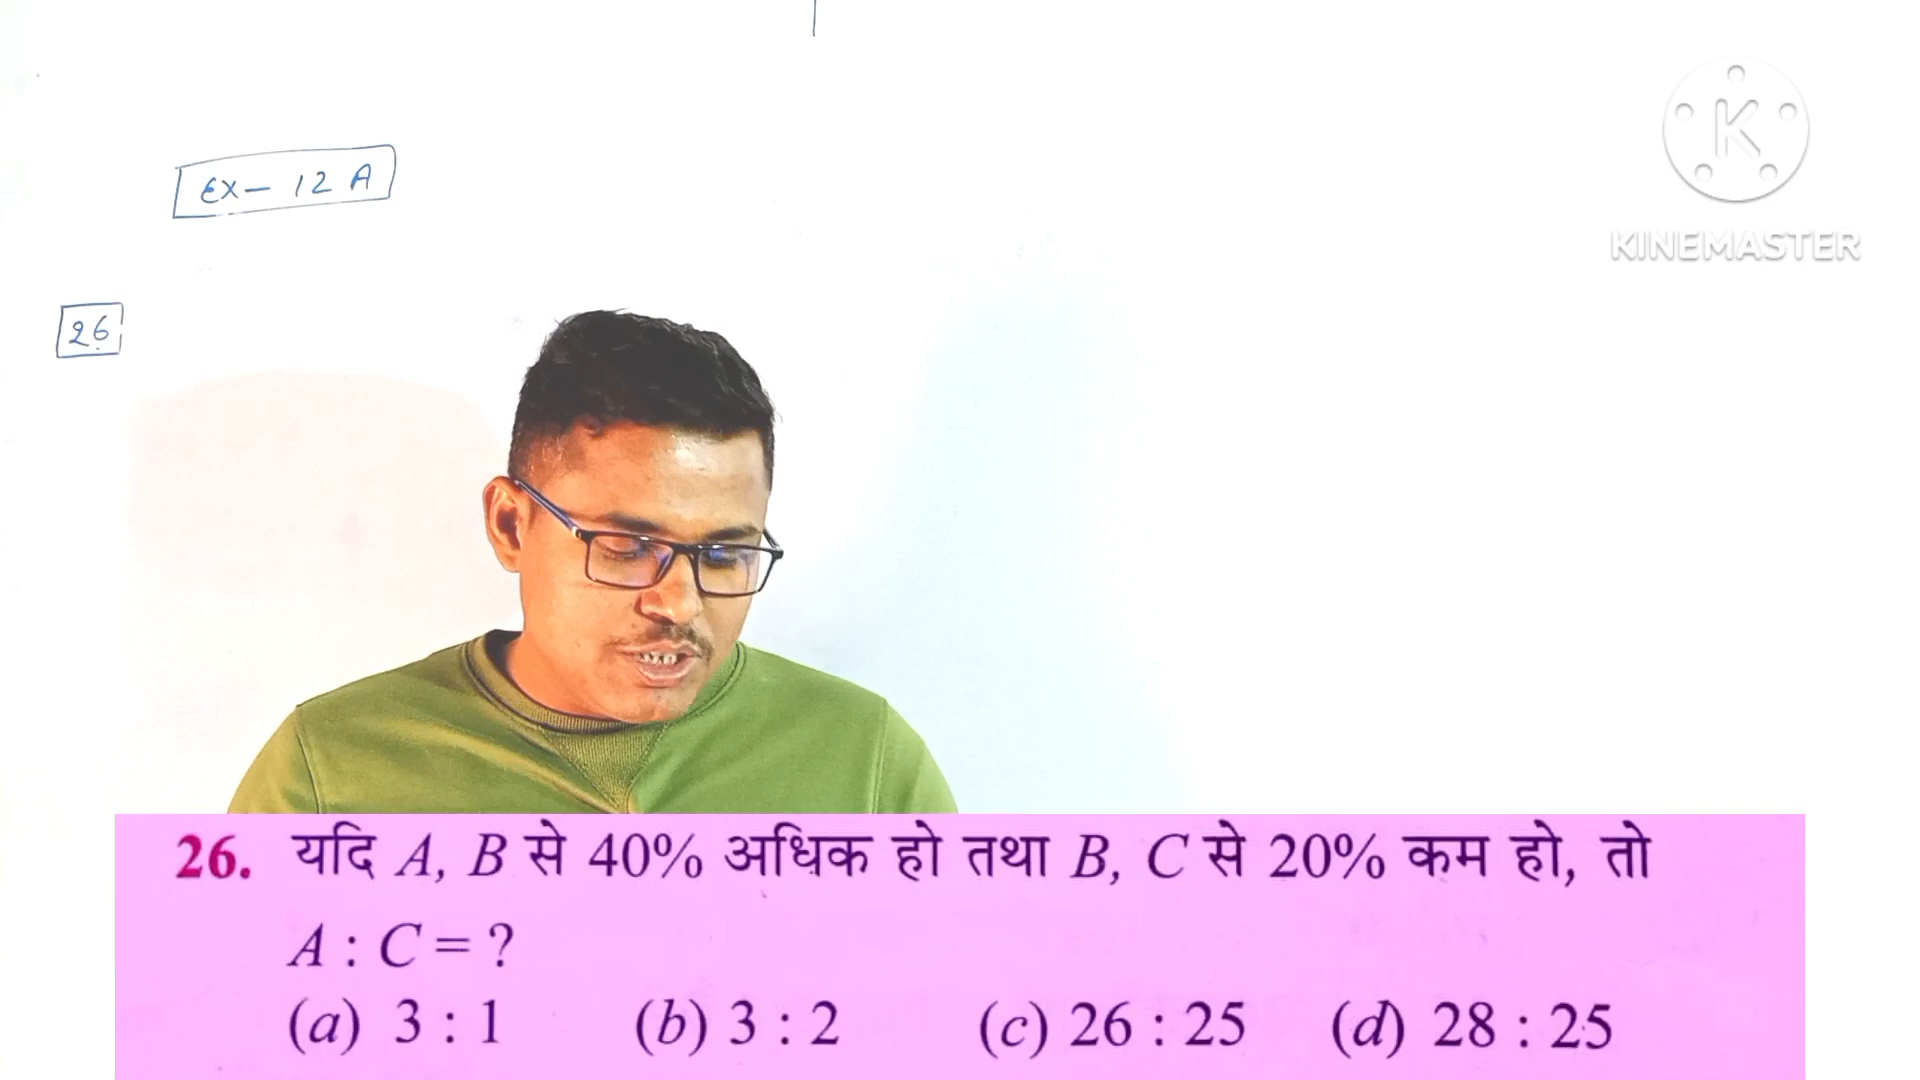 EX- 12 A
K
KINEMASTER
26
26. यदि A, B से 40% अधिक हो तथा B, C से 20% कम हो, तो
A : C = ?
(a) 3 : 1 (b) 3 : 2 (c) 26 : 25 (d) 28 : 25